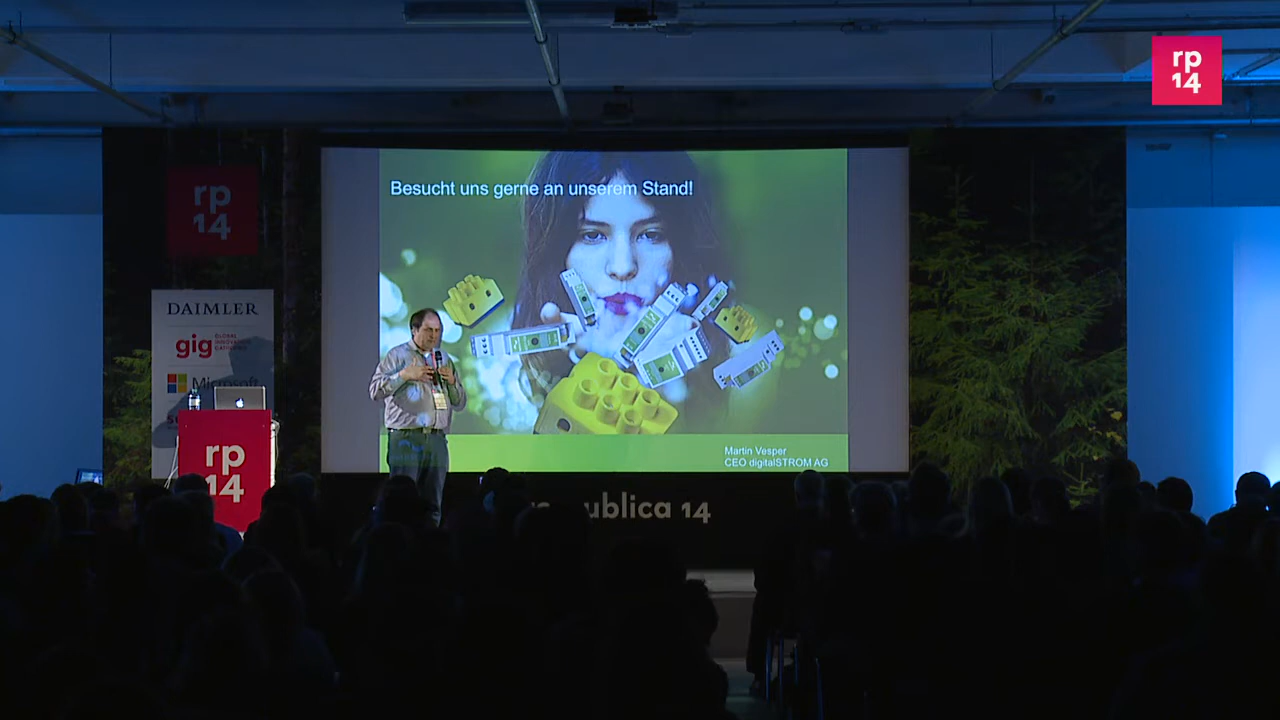 rp
14
Besucht uns gerne an unserem Stand!
rp
14
DAIMLER
gig
Microsoft
rp
14
Martin Vesper
CEO digitalSTROM AG
ublica 14